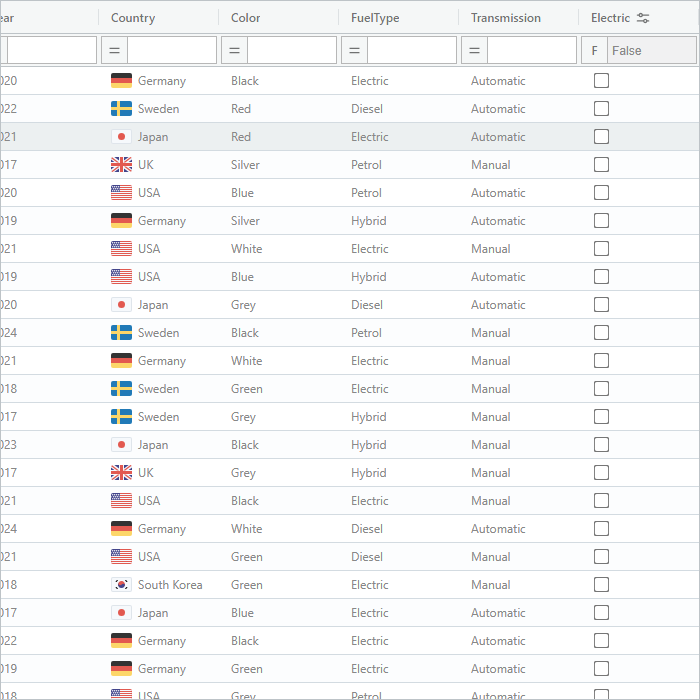 ear Country Color FuelType Transmission Electric
= = = = F False
020 Germany Black Electric Automatic
022 Sweden Red Diesel Automatic
021 Japan Red Electric Automatic
017 UK Silver Petrol Manual
020 USA Blue Petrol Automatic
019 Germany Silver Hybrid Automatic
021 USA White Electric Manual
019 USA Blue Hybrid Automatic
020 Japan Grey Diesel Automatic
024 Sweden Black Petrol Manual
021 Germany White Electric Manual
018 Sweden Green Electric Manual
017 Sweden Grey Hybrid Manual
023 Japan Black Hybrid Manual
017 UK Grey Hybrid Manual
021 USA Black Electric Manual
024 Germany White Diesel Automatic
021 USA Green Diesel Manual
018 South Korea Green Electric Manual
017 Japan Blue Electric Automatic
022 Germany Black Electric Automatic
019 Germany Green Electric Manual
018 USA Grey Petrol Automatic